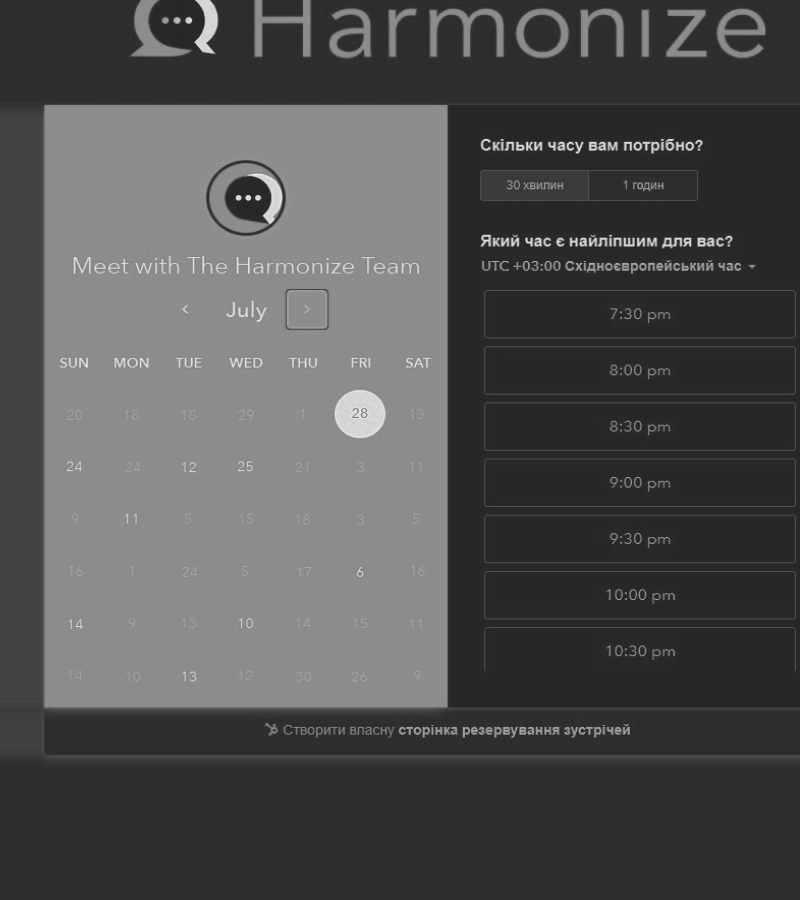 Harmonize
Meet with The Harmonize Team
July
SUN MON TUE WED THU FRI SAT
20 18 18 29 1 28 13
24 24 12 25 21 3 11
9 11 5 15 18 3 5
16 1 24 5 17 6 16
14 9 13 10 14 15 11
14 10 13 12 30 26 9
Скільки часу вам потрібно?
30 хвилин 1 годин
Який час є найліпшим для вас?
UTC +03:00 Східноєвропейський час
7:30 pm
8:00 pm
8:30 pm
9:00 pm
9:30 pm
10:00 pm
10:30 pm
Створити власну сторінка резервування зустрічей